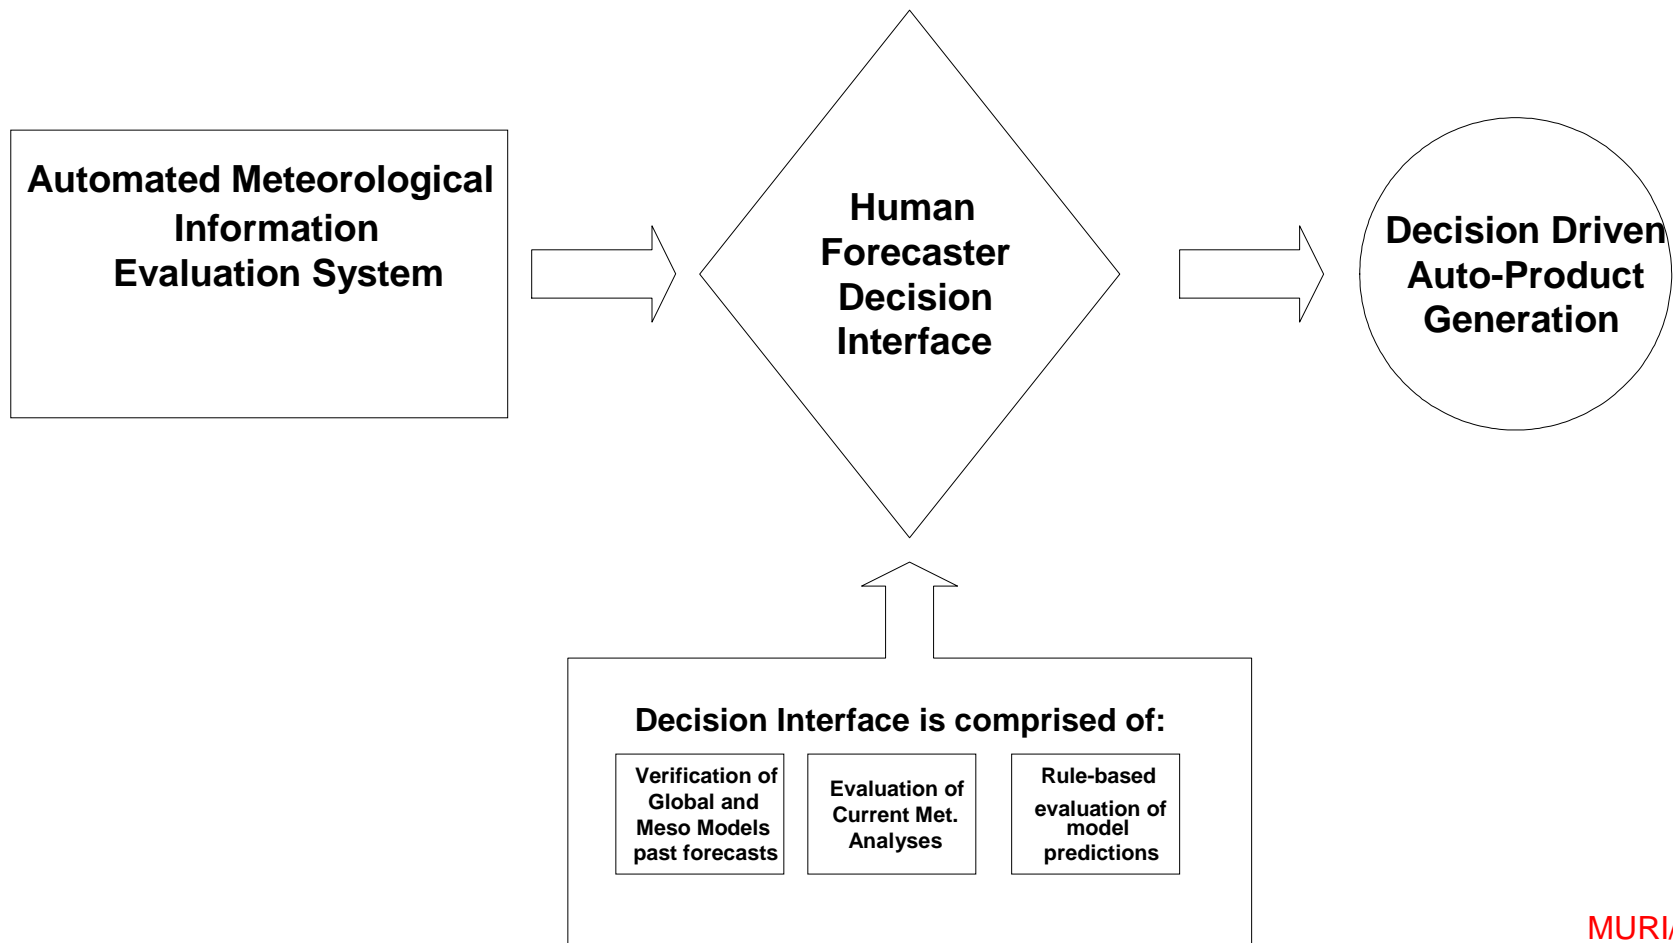 Automated Meteorological
Information
Evaluation System
Human
Forecaster
Decision
Interface
Decision Driven
Auto-Product
Generation
Decision Interface is comprised of:
Verification of
Global and
Meso Models
past forecasts
Evaluation of
Current Met.
Analyses
Rule-based
evaluation of
model
predictions
MURI/